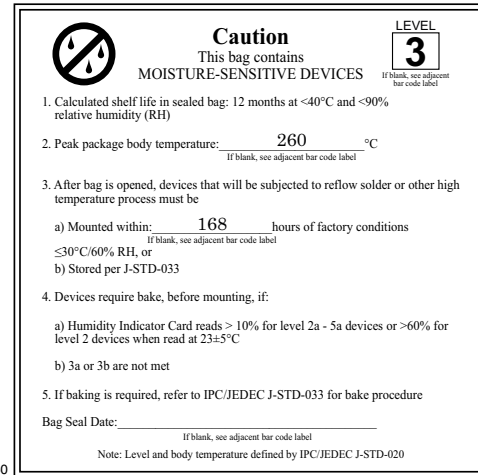 Caution
This bag contains
MOISTURE-SENSITIVE DEVICES
LEVEL
3
If blank, see adjacent
bar code label
1. Calculated shelf life in sealed bag: 12 months at <40°C and <90%
relative humidity (RH)
2. Peak package body temperature:____260____°C
If blank, see adjacent bar code label
3. After bag is opened, devices that will be subjected to reflow solder or other high
temperature process must be
a) Mounted within:____168____hours of factory conditions
If blank, see adjacent bar code label
≤30°C/60% RH, or
b) Stored per J-STD-033
4. Devices require bake, before mounting, if:
a) Humidity Indicator Card reads > 10% for level 2a - 5a devices or >60% for
level 2 devices when read at 23±5°C
b) 3a or 3b are not met
5. If baking is required, refer to IPC/JEDEC J-STD-033 for bake procedure
Bag Seal Date:____________________
If blank, see adjacent bar code label
Note: Level and body temperature defined by IPC/JEDEC J-STD-020
0